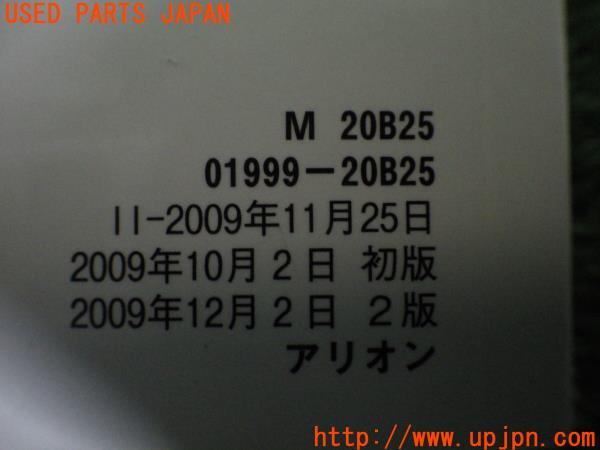 USED PARTS JAPAN
M 20B25
01999-20B25
II-2009年11月25日
2009年10月2日 初版
2009年12月2日 2版
アリオン
http://www.upjpn.com